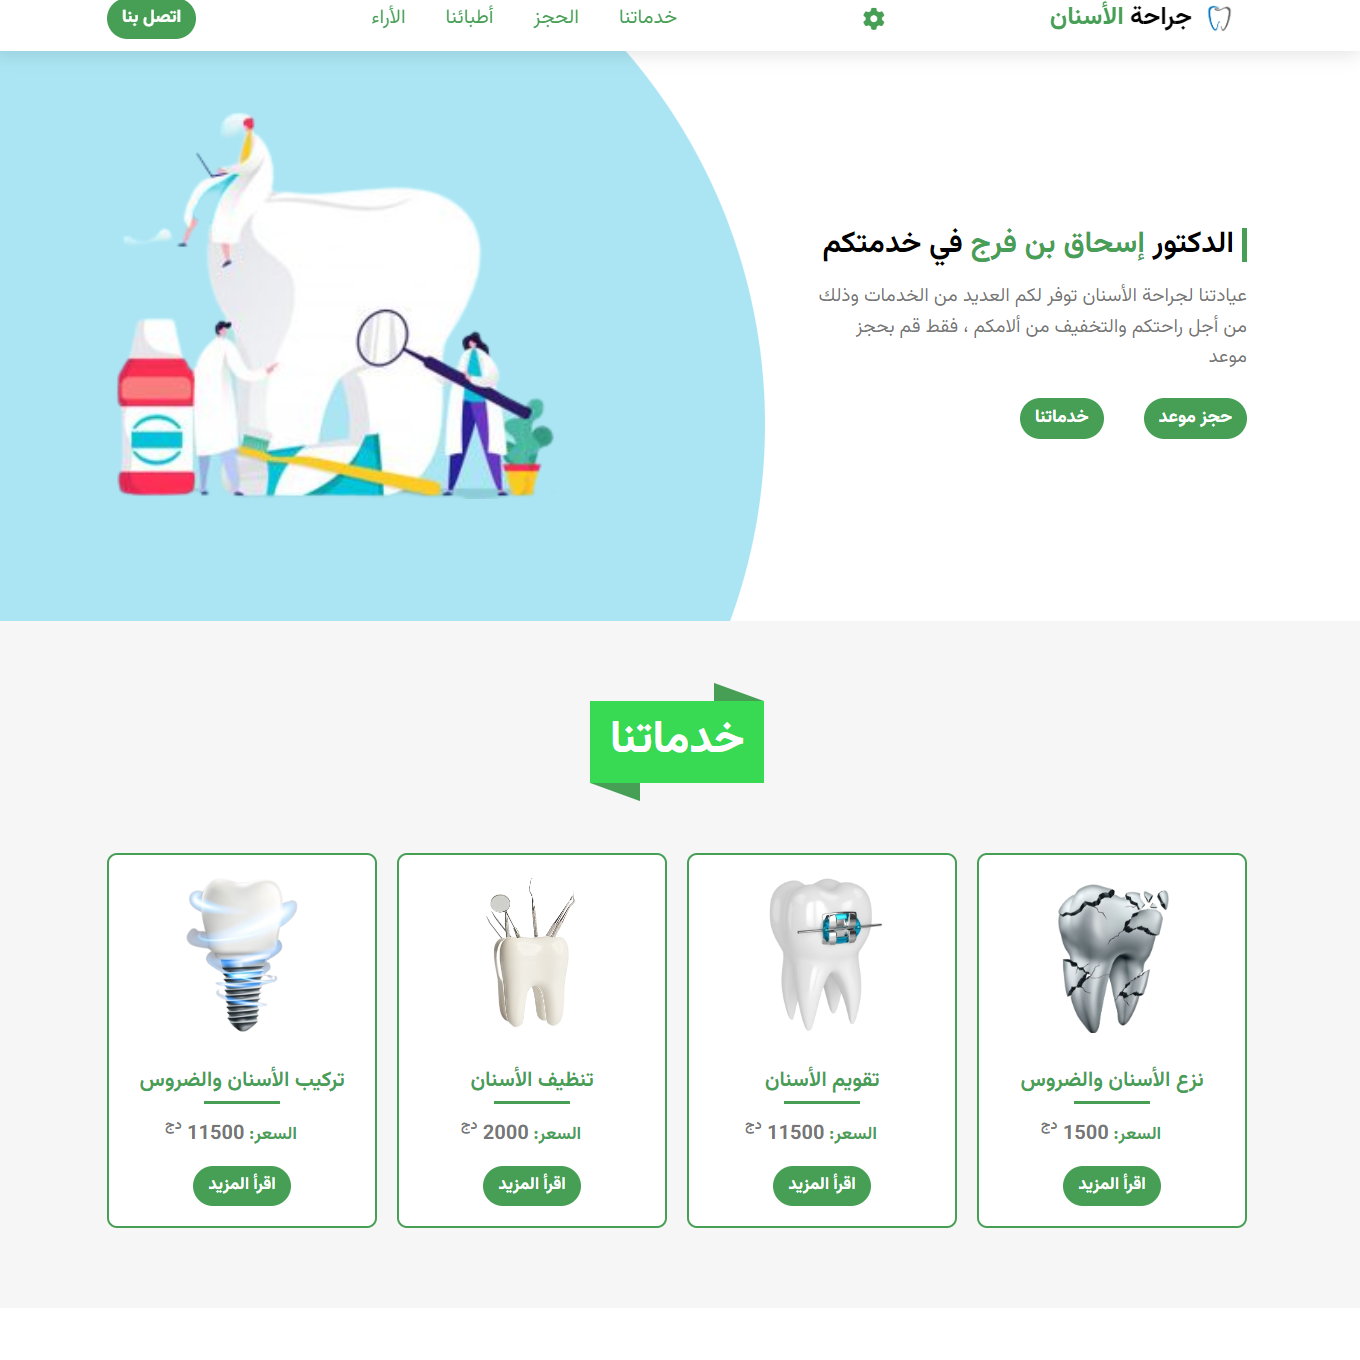 جراحة الأسنان
خدماتنا
الحجز
أطبائنا
الأراء
اتصل بنا
الدكتور إسحاق بن فرج في خدمتكم
عيادتنا لجراحة الأسنان توفر لكم العديد من الخدمات وذلك
من أجل راحتكم والتخفيف من ألامكم ، فقط قم بحجز
موعد
حجز موعد
خدماتنا
خدماتنا
نزع الأسنان والضروس
السعر: 1500 دج
اقرأ المزيد
تقويم الأسنان
السعر: 11500 دج
اقرأ المزيد
تنظيف الأسنان
السعر: 2000 دج
اقرأ المزيد
تركيب الأسنان والضروس
السعر: 11500 دج
اقرأ المزيد